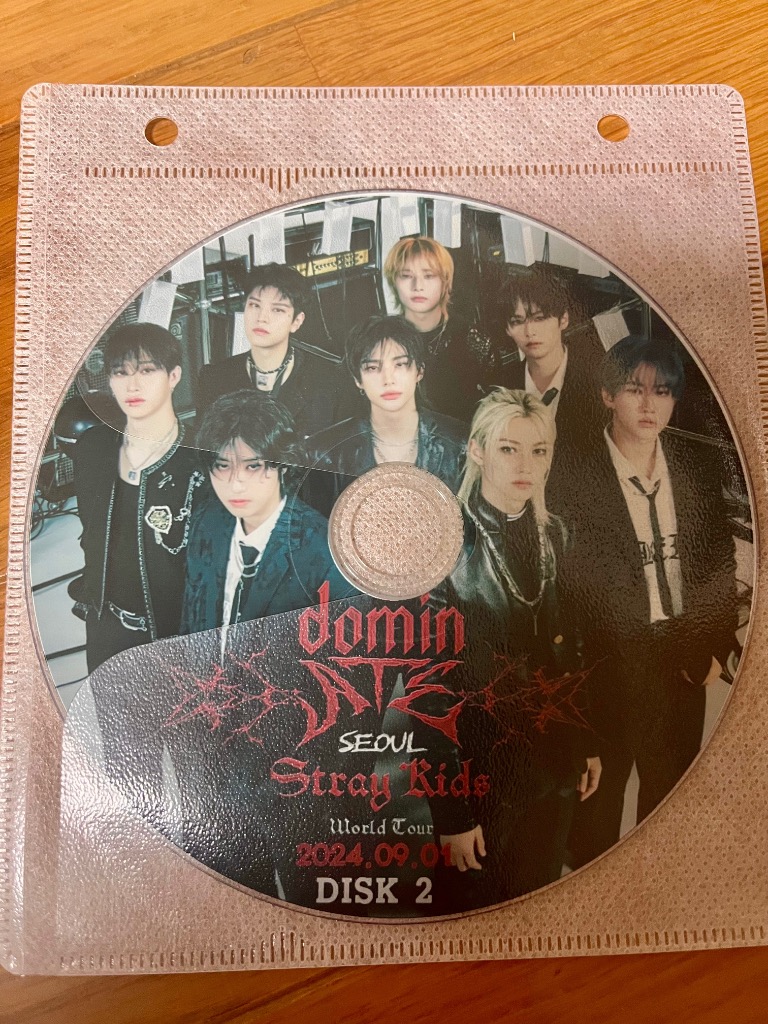 domin
ATE
SEOUL
Stray Kids
World Tour
2024.09.01
DISK 2